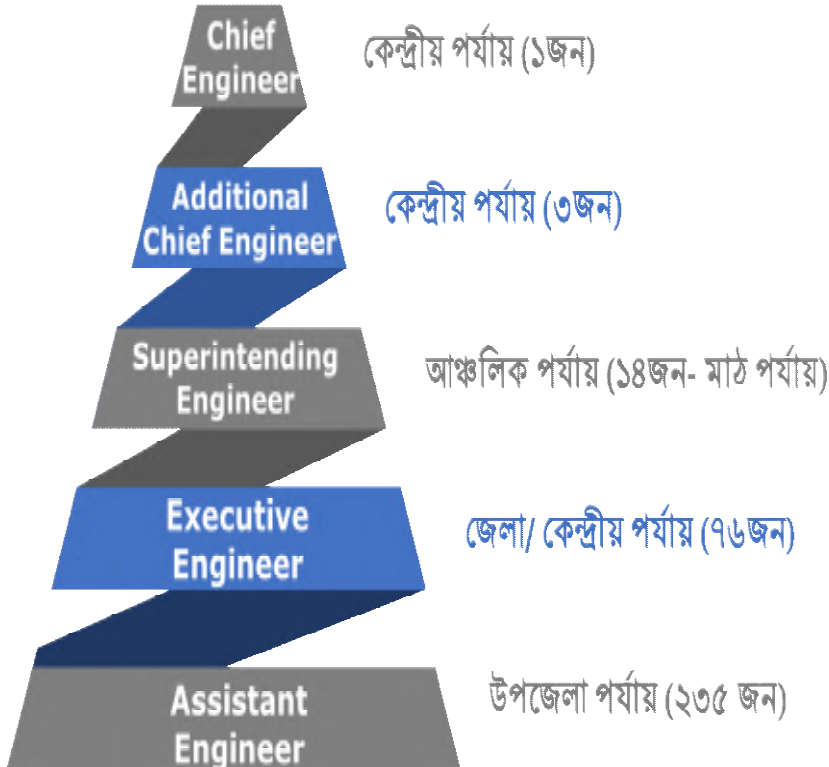 Chief
Engineer
কেন্দ্রীয় পর্যায় (১জন)
Additional
Chief Engineer
কেন্দ্রীয় পর্যায় (৩জন)
Superintending
Engineer
আঞ্চলিক পর্যায় (১৪জন- মাঠ পর্যায়)
Executive
Engineer
জেলা/ কেন্দ্রীয় পর্যায় (৭৬জন)
Assistant
Engineer
উপজেলা পর্যায় (২৩৫ জন)